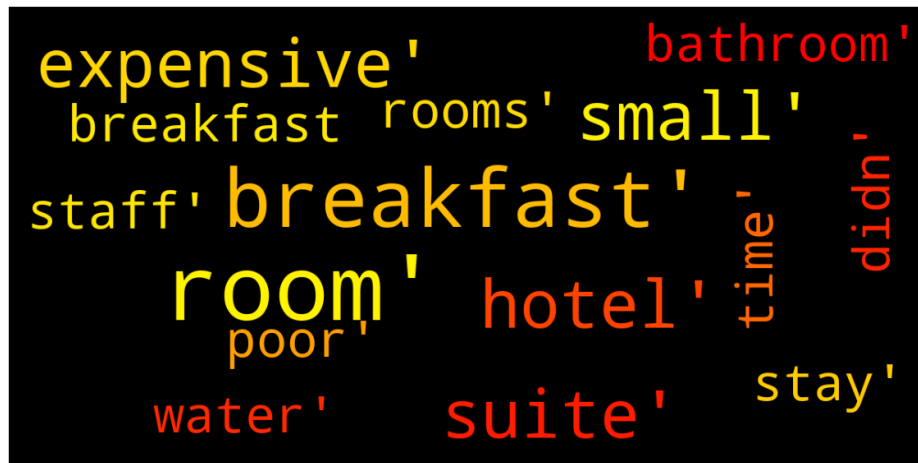 expensive'
bathroom'
breakfast
rooms'
small'
staff'
breakfast'
time'
didn'
room'
hotel'
poor'
stay'
water'
suite'